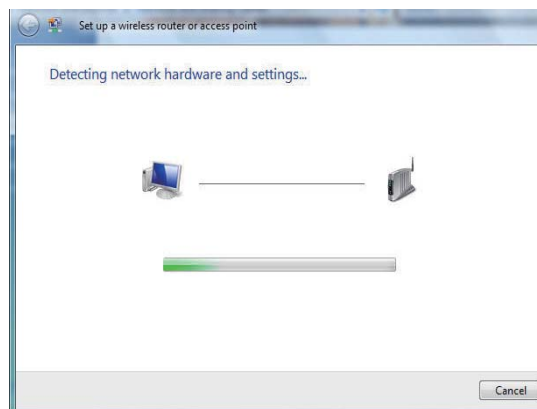 Set up a wireless router or access point
Detecting network hardware and settings...
Cancel